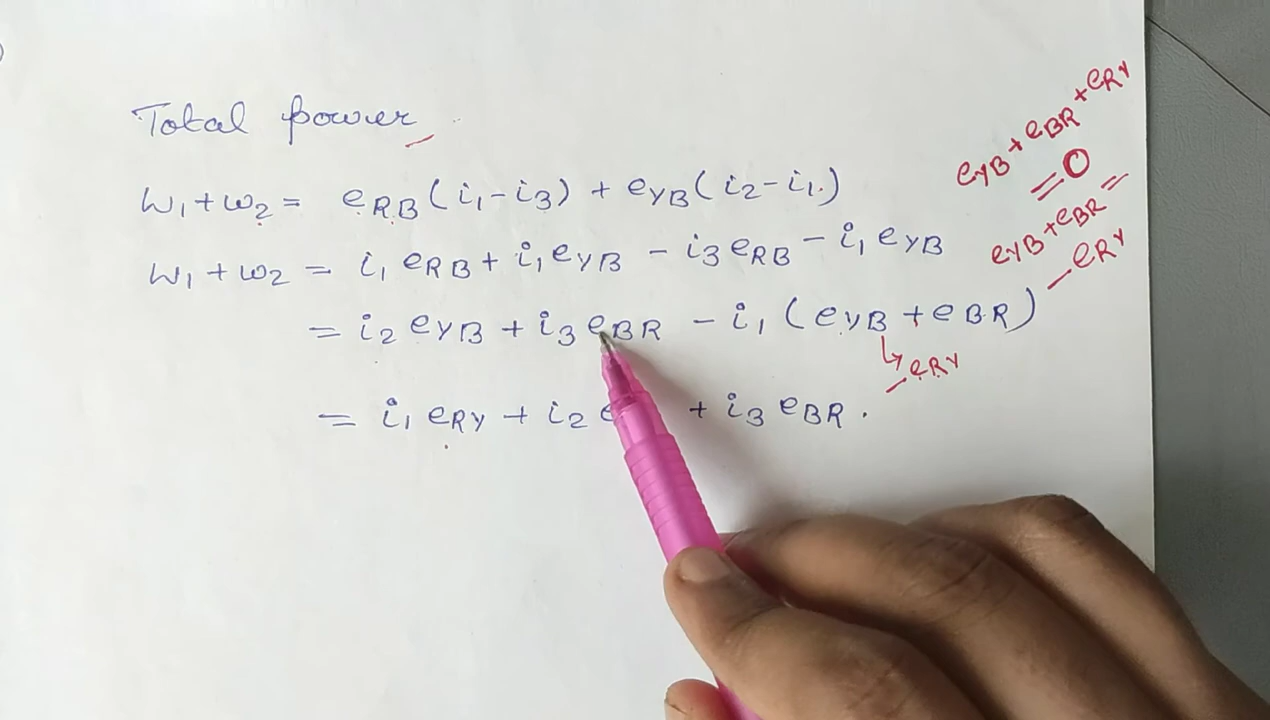 Total power
W1+W2= eRB(i1-i3) + eYB(i2-i1.)
W1+W2 = i1 eRB + i1 eYB - i3 eRB - i1 eYB
= i2 eYB + i3 eBR - i1 (eYB + eBR)
-eRY
= i1 eRY + i2 e + i3 eBR.
eYB+eBR+eRY
=0
eYB+eBR=
-eRY